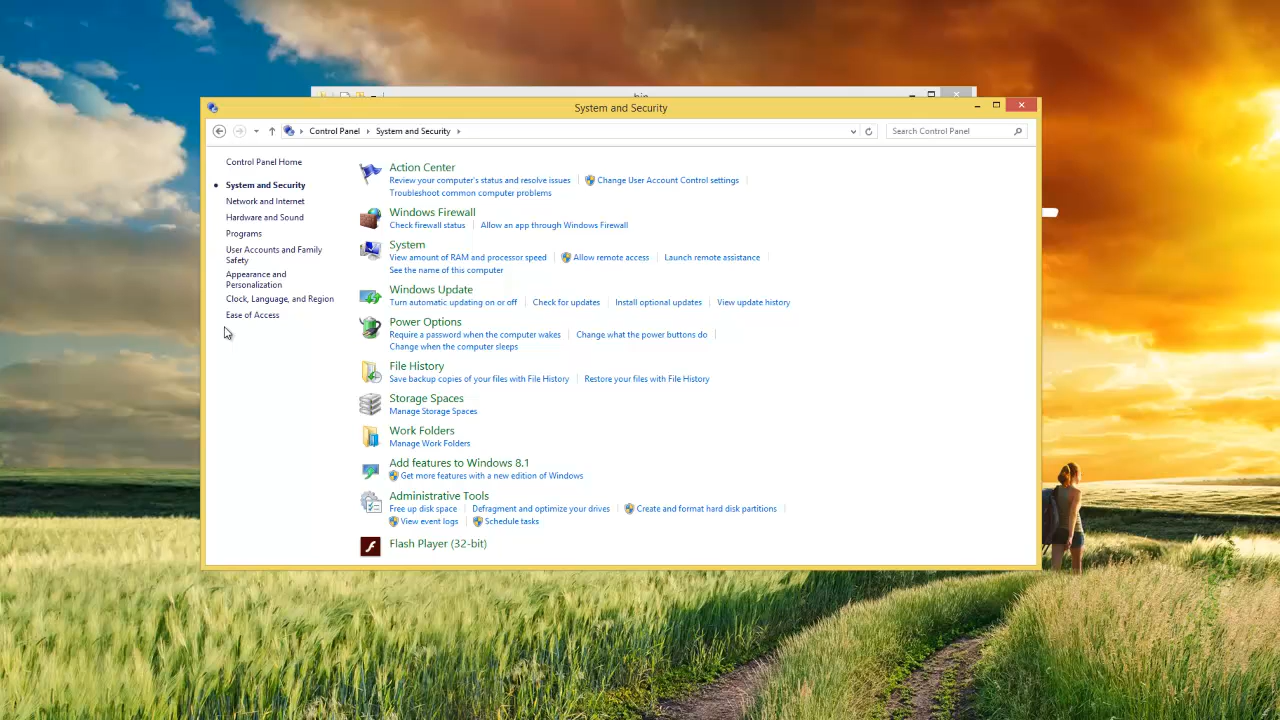 bin
System and Security
Control Panel System and Security
Search Control Panel
Control Panel Home
System and Security
Network and Internet
Hardware and Sound
Programs
User Accounts and Family
Safety
Appearance and
Personalization
Clock, Language, and Region
Ease of Access
Action Center
Review your computer's status and resolve issues Change User Account Control settings
Troubleshoot common computer problems
Windows Firewall
Check firewall status Allow an app through Windows Firewall
System
View amount of RAM and processor speed Allow remote access Launch remote assistance
See the name of this computer
Windows Update
Turn automatic updating on or off Check for updates Install optional updates View update history
Power Options
Require a password when the computer wakes Change what the power buttons do
Change when the computer sleeps
File History
Save backup copies of your files with File History Restore your files with File History
Storage Spaces
Manage Storage Spaces
Work Folders
Manage Work Folders
Add features to Windows 8.1
Get more features with a new edition of Windows
Administrative Tools
Free up disk space Defragment and optimize your drives Create and format hard disk partitions
View event logs Schedule tasks
Flash Player (32-bit)